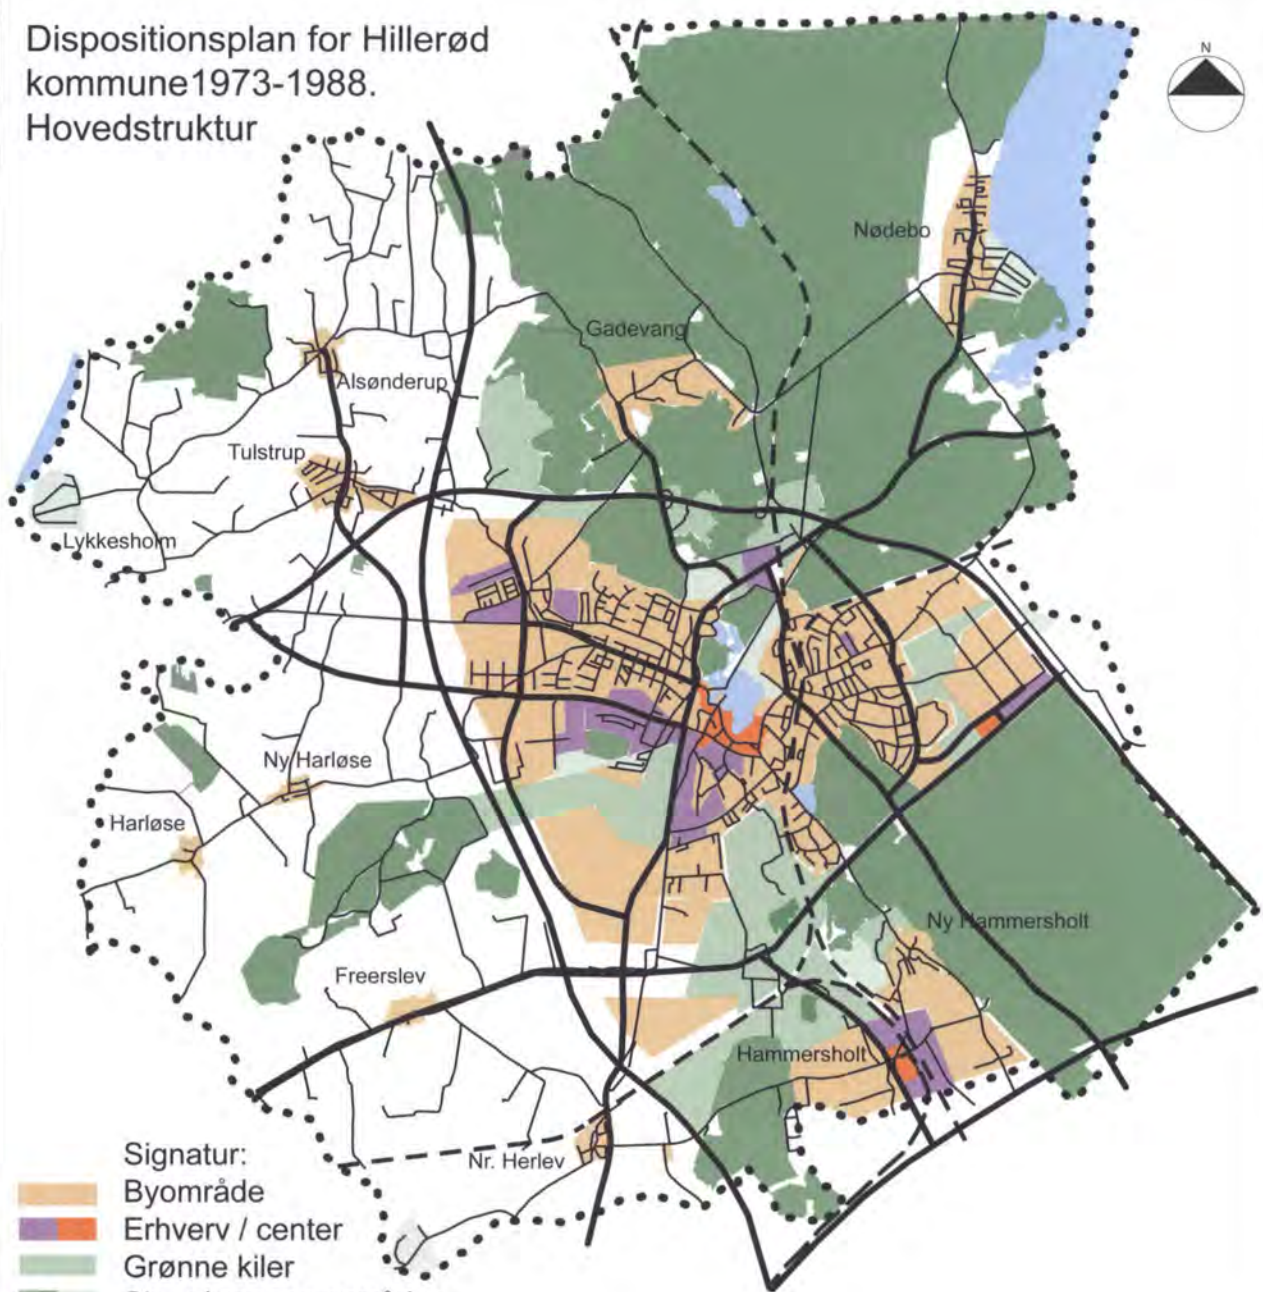 Dispositionsplan for Hillerød
kommune1973-1988.
Hovedstruktur
N
Nødebo
Gadevang
Alsønderup
Tulstrup
Lykkesholm
Ny Harløse
Harløse
Ny Hammersholt
Freerslev
Hammersholt
Nr. Herlev
Signatur:
Byområde
Erhverv / center
Grønne kiler